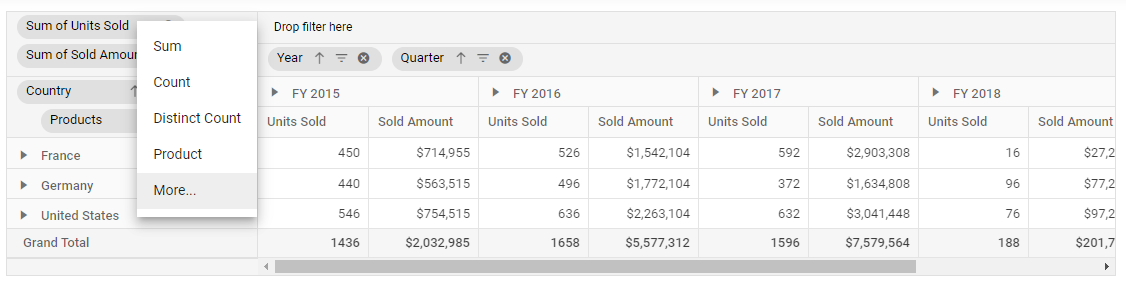 Sum of Units Sold
Drop filter here
Sum of Sold Amour
Year Quarter
Sum
Count
Distinct Count
Product
More...
Country
Products
FY 2015 FY 2016 FY 2017 FY 2018
Units Sold Sold Amount Units Sold Sold Amount Units Sold Sold Amount Units Sold Sold Amount
France 450 $714,955 526 $1,542,104 592 $2,903,308 16 $27,2
Germany 440 $563,515 496 $1,772,104 372 $1,634,808 96 $77,2
United States 546 $754,515 636 $2,263,104 632 $3,041,448 76 $97,2
Grand Total 1436 $2,032,985 1658 $5,577,312 1596 $7,579,564 188 $201,7